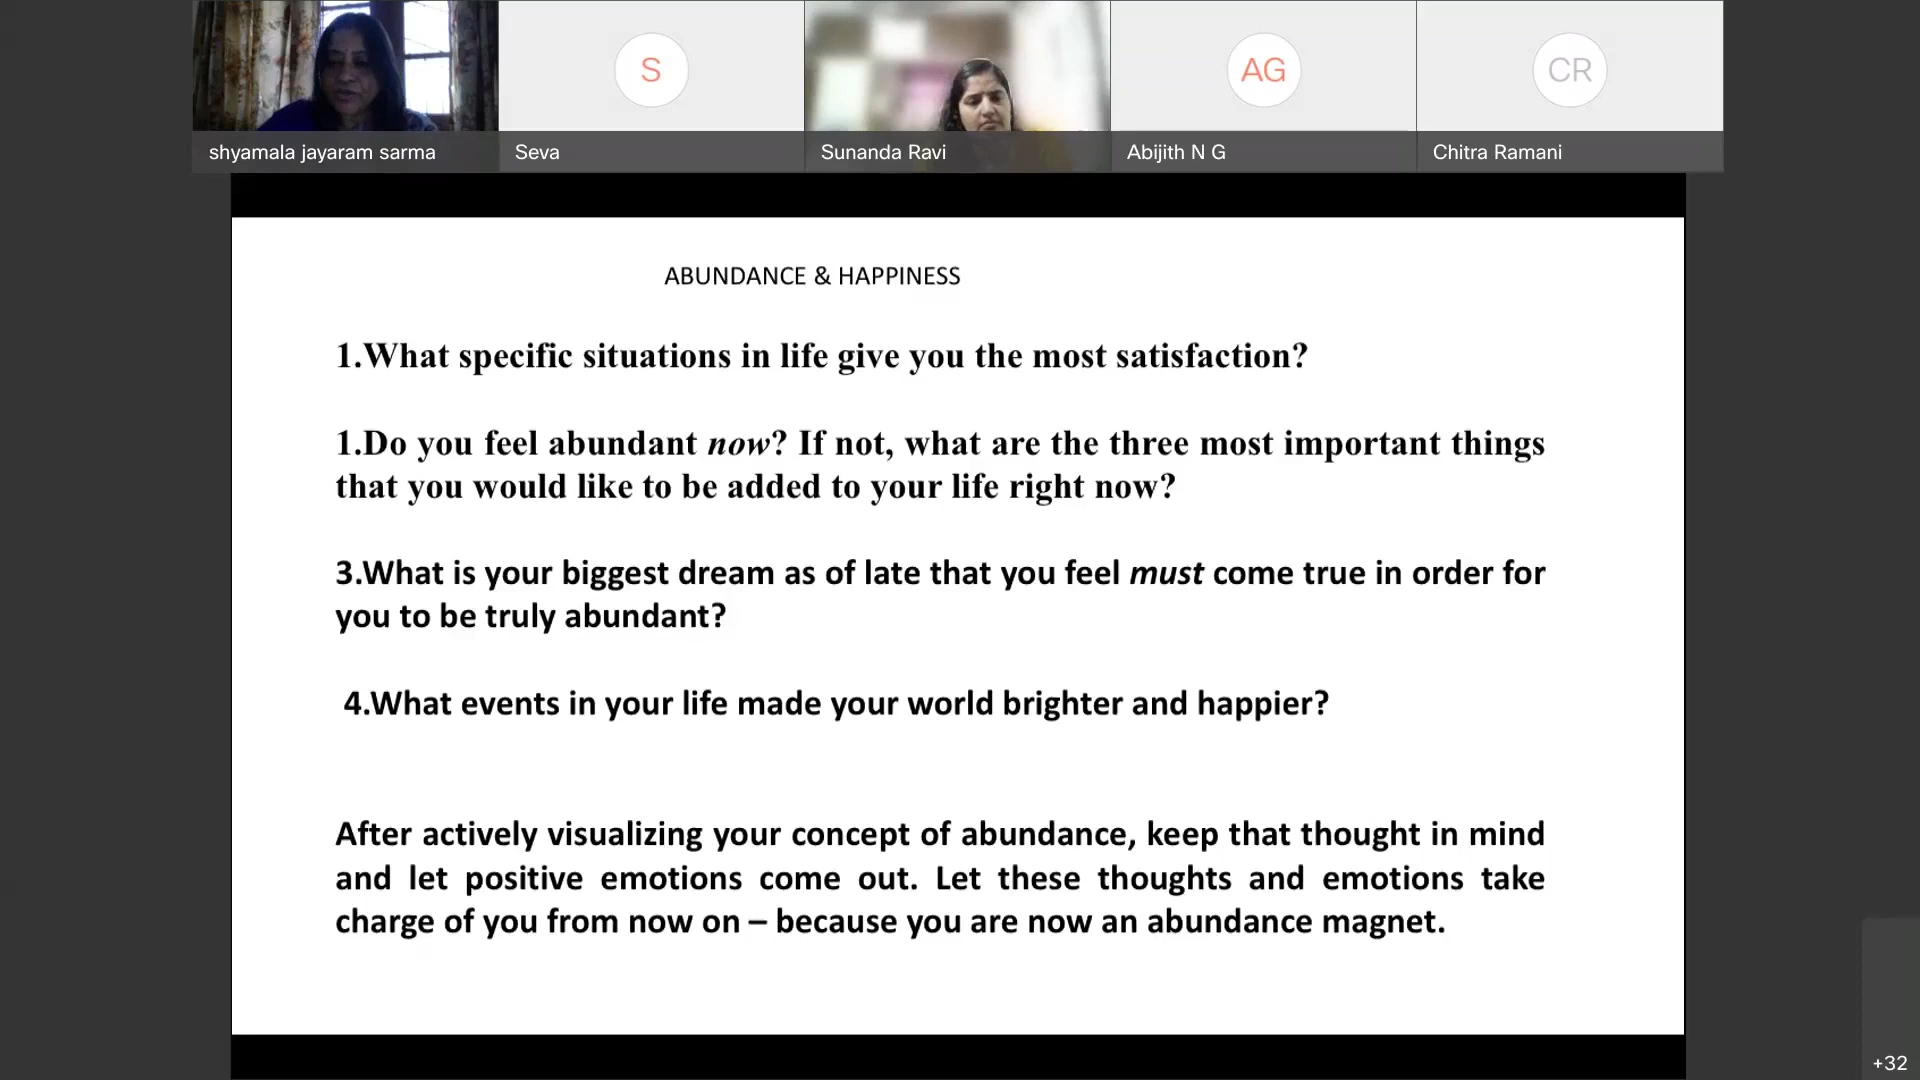 S
AG
CR
shyamala jayaram sarma
Seva
Sunanda Ravi
Abijith N G
Chitra Ramani
ABUNDANCE & HAPPINESS
1.What specific situations in life give you the most satisfaction?
1.Do you feel abundant now? If not, what are the three most important things
that you would like to be added to your life right now?
3.What is your biggest dream as of late that you feel must come true in order for
you to be truly abundant?
4.What events in your life made your world brighter and happier?
After actively visualizing your concept of abundance, keep that thought in mind
and let positive emotions come out. Let these thoughts and emotions take
charge of you from now on – because you are now an abundance magnet.
+32